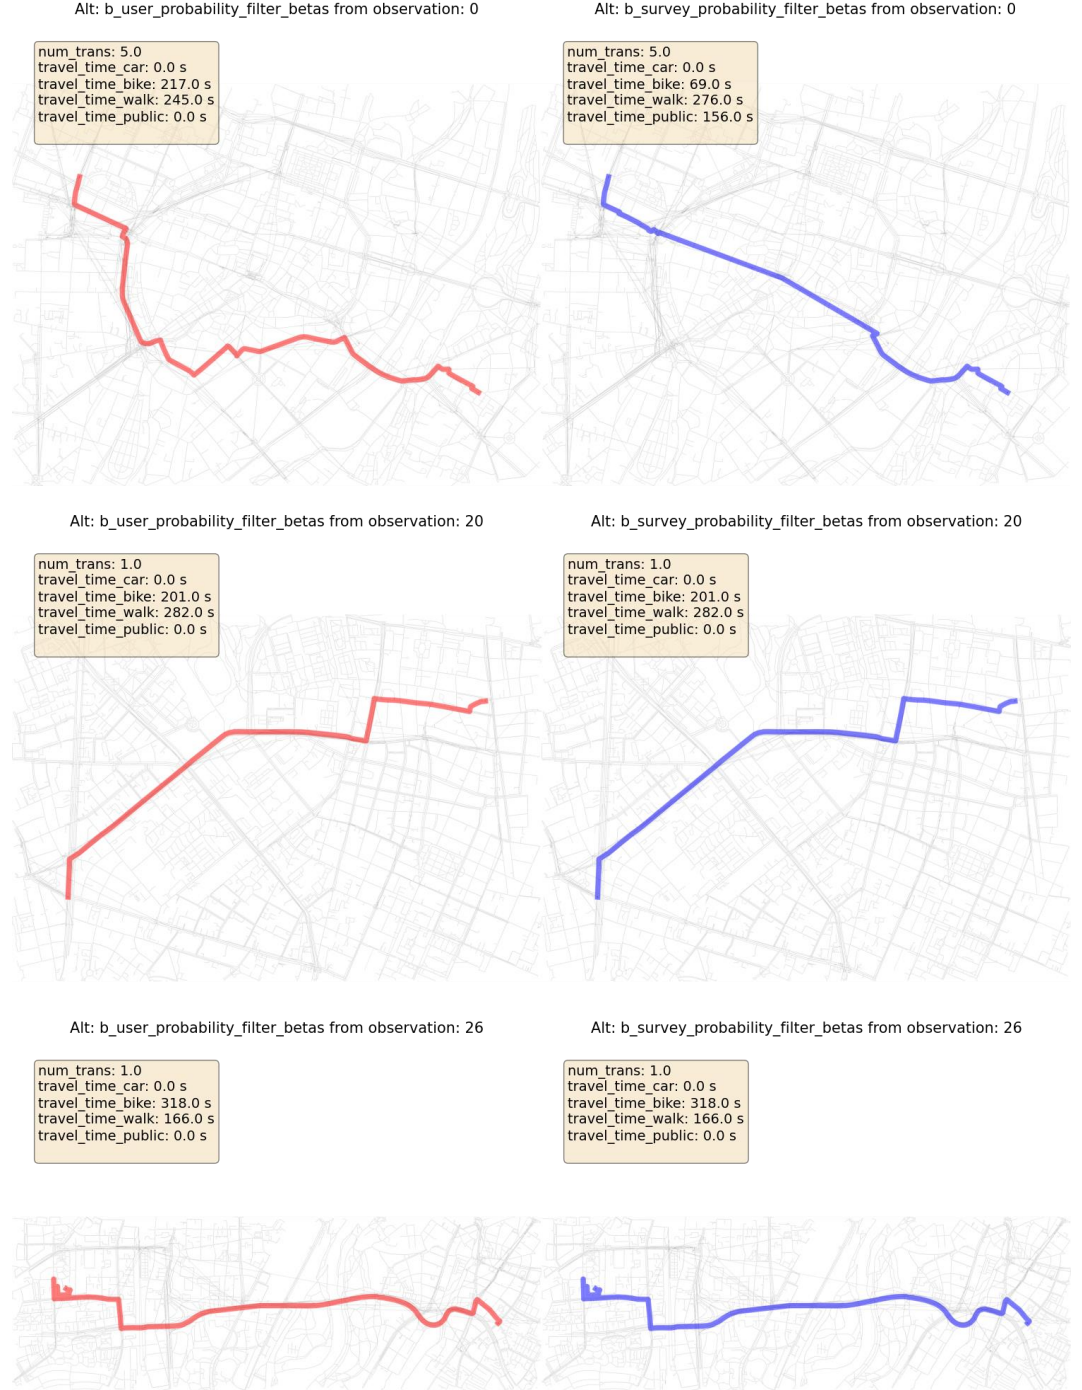 Alt: b_user_probability_filter_betas from observation: 0
num_trans: 5.0
travel_time_car: 0.0 s
travel_time_bike: 217.0 s
travel_time_walk: 245.0 s
travel_time_public: 0.0 s
Alt: b_survey_probability_filter_betas from observation: 0
num_trans: 5.0
travel_time_car: 0.0 s
travel_time_bike: 69.0 s
travel_time_walk: 276.0 s
travel_time_public: 156.0 s
Alt: b_user_probability_filter_betas from observation: 20
num_trans: 1.0
travel_time_car: 0.0 s
travel_time_bike: 201.0 s
travel_time_walk: 282.0 s
travel_time_public: 0.0 s
Alt: b_survey_probability_filter_betas from observation: 20
num_trans: 1.0
travel_time_car: 0.0 s
travel_time_bike: 201.0 s
travel_time_walk: 282.0 s
travel_time_public: 0.0 s
Alt: b_user_probability_filter_betas from observation: 26
num_trans: 1.0
travel_time_car: 0.0 s
travel_time_bike: 318.0 s
travel_time_walk: 166.0 s
travel_time_public: 0.0 s
Alt: b_survey_probability_filter_betas from observation: 26
num_trans: 1.0
travel_time_car: 0.0 s
travel_time_bike: 318.0 s
travel_time_walk: 166.0 s
travel_time_public: 0.0 s